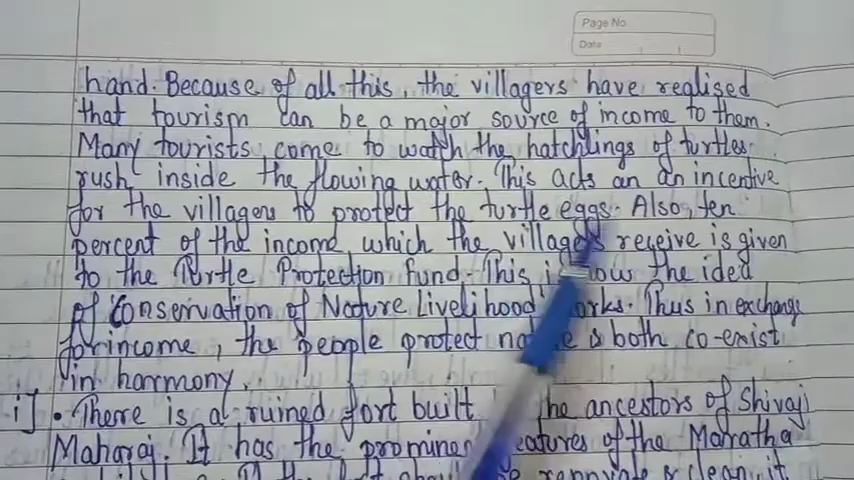 Page No
Date
hand. Because of all this, the villagers have realised
that tourism can be a major source of income to them.
Many tourists come to watch the hatchlings of turtles
rush inside the flowing water. This acts an an incentive
for the villagers to protect the turtle eggs. Also, ten
percent of the income which the villagers receive is given
to the Turtle Protection fund. This is how the idea
of Conservation of Nature Livelihood works. Thus in exchange
for income, the people protect & both co-exist
in harmony.
i] • There is a ruined fort built the ancestors of Shivaji
Maharaj. It has the features of the Maratha
the rennovate & clean it